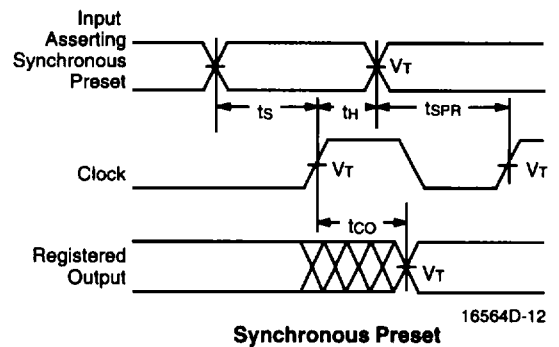 Input
Asserting
Synchronous
Preset
VT
tS
tH
tSPR
Clock
VT
VT
tCO
Registered
Output
VT
16564D-12
Synchronous Preset